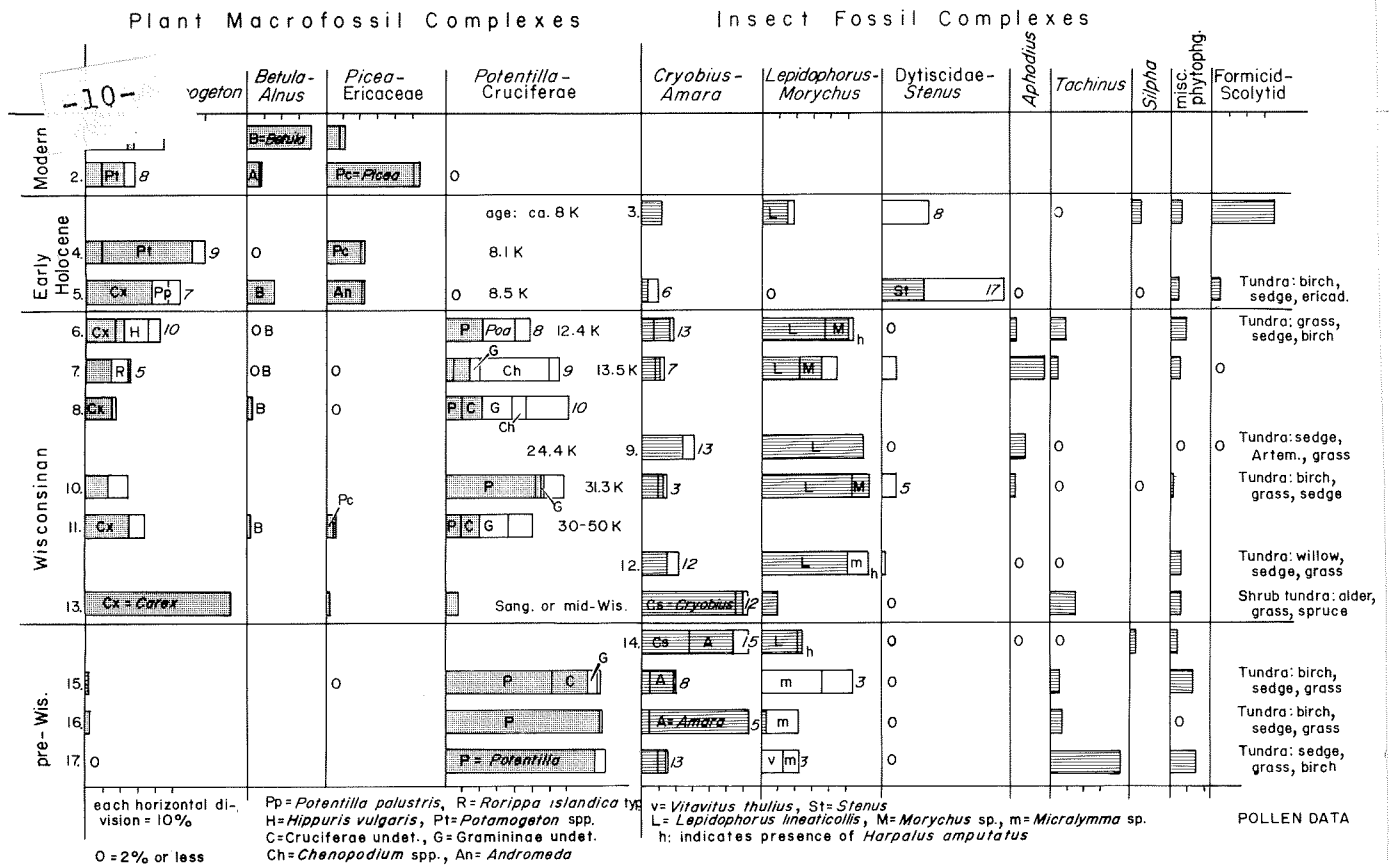 Plant Macrofossil Complexes
Insect Fossil Complexes
-10-
ogeton
Betula-
Alnus
Picea-
Ericaceae
Potentilla-
Cruciferae
Cryobius-
Amara
Lepidophorus-
Morychus
Dytiscidae-
Stenus
Aphodius
Tachinus
Silpha
misc.
phytophg.
Formicid-
Scolytid
Modern
B=Betula
2. Pt 8 A Pc=Picea O
Early
Holocene
age: ca. 8 K 3. L 8 O
4. Pt 9 O Pc 8.1 K
5. Cx Pp 7 B An O 8.5 K 6 O St 17 O O Tundra: birch,
sedge, ericad.
Wisconsinan
6. Cx H 10 O B P Poa 8 12.4 K 13 L M h O Tundra: grass,
sedge, birch
G
7. R 5 O B O Ch 9 13.5 K 7 L M O
8. Cx B O P C G 10
Ch
24.4 K 9. 13 L O O O O Tundra: sedge,
Artem., grass
10. P 31.3 K 3 L M 5 O Tundra: birch,
grass, sedge
G
Pc
11. Cx B P C G 30-50 K
12. 12 L m h O O Tundra: willow,
sedge, grass
13. Cx = Carex Sang. or mid-Wis. Cs=Cryobius 12 O Shrub tundra: alder,
grass, spruce
pre-Wis.
14. Cs A 15 L h O O O
G
15. O P C A 8 m 3 O Tundra: birch,
sedge, grass
16. P A=Amara 5 m O O Tundra: birch,
sedge, grass
17. O P = Potentilla 13 v m 3 O Tundra: sedge,
grass, birch
each horizontal di-
vision = 10%
O = 2% or less
Pp=Potentilla palustris, R=Rorippa islandica typ
H=Hippuris vulgaris, Pt=Potamogeton spp.
C=Cruciferae undet., G=Gramininae undet.
Ch=Chenopodium spp., An=Andromeda
v=Vitavitus thulius, St=Stenus
L=Lepidophorus lineaticollis, M=Morychus sp., m=Micralymma sp.
h: indicates presence of Harpalus amputatus
POLLEN DATA